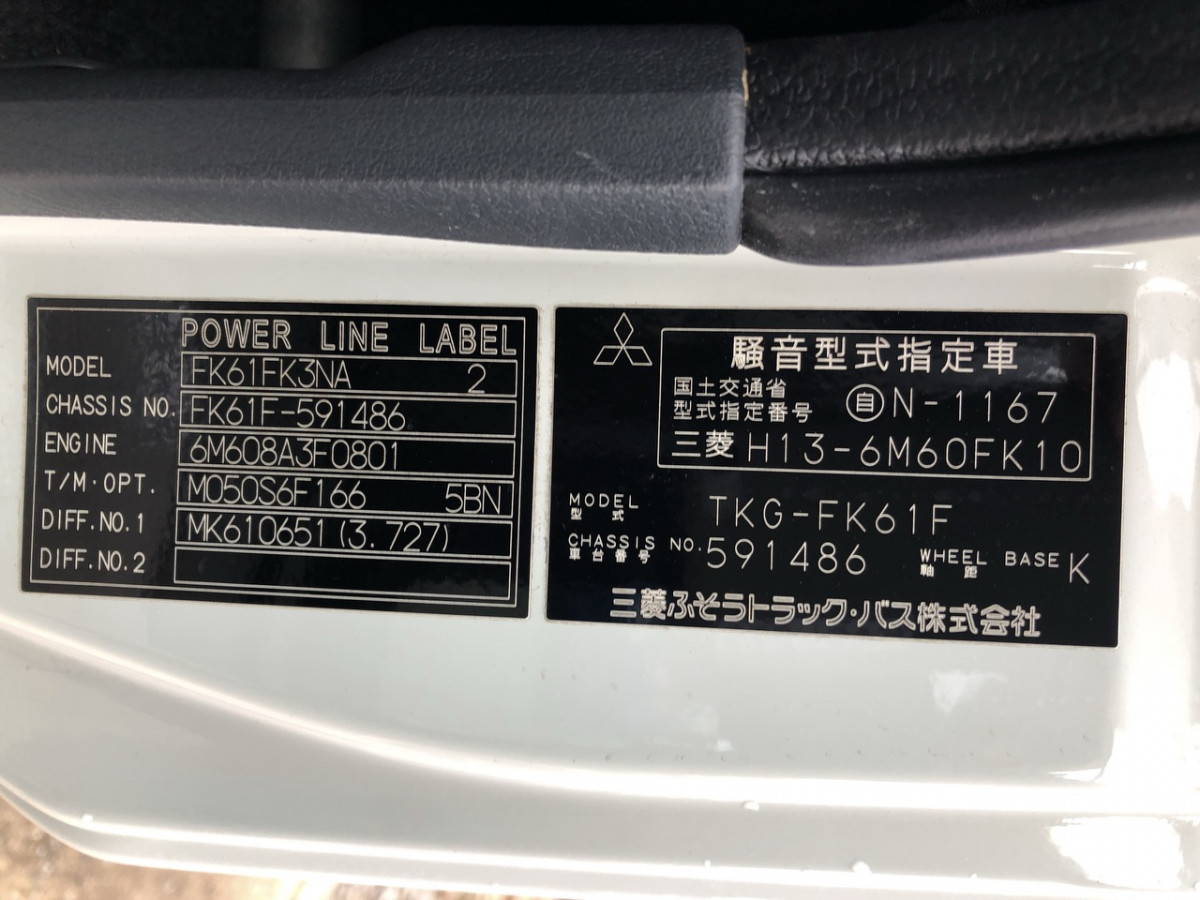 POWER LINE LABEL
MODEL FK61FK3NA 2
CHASSIS NO. FK61F-591486
ENGINE 6M608A3F0801
T/M·OPT. M050S6F166 5BN
DIFF.NO.1 MK610651(3.727)
DIFF.NO.2
騒音型式指定車
国土交通省
型式指定番号 自N-1167
三菱 H13-6M60FK10
MODEL TKG-FK61F
型式
CHASSIS NO. 591486 WHEEL BASE K
車台番号 軸距
三菱ふそうトラック・バス株式会社